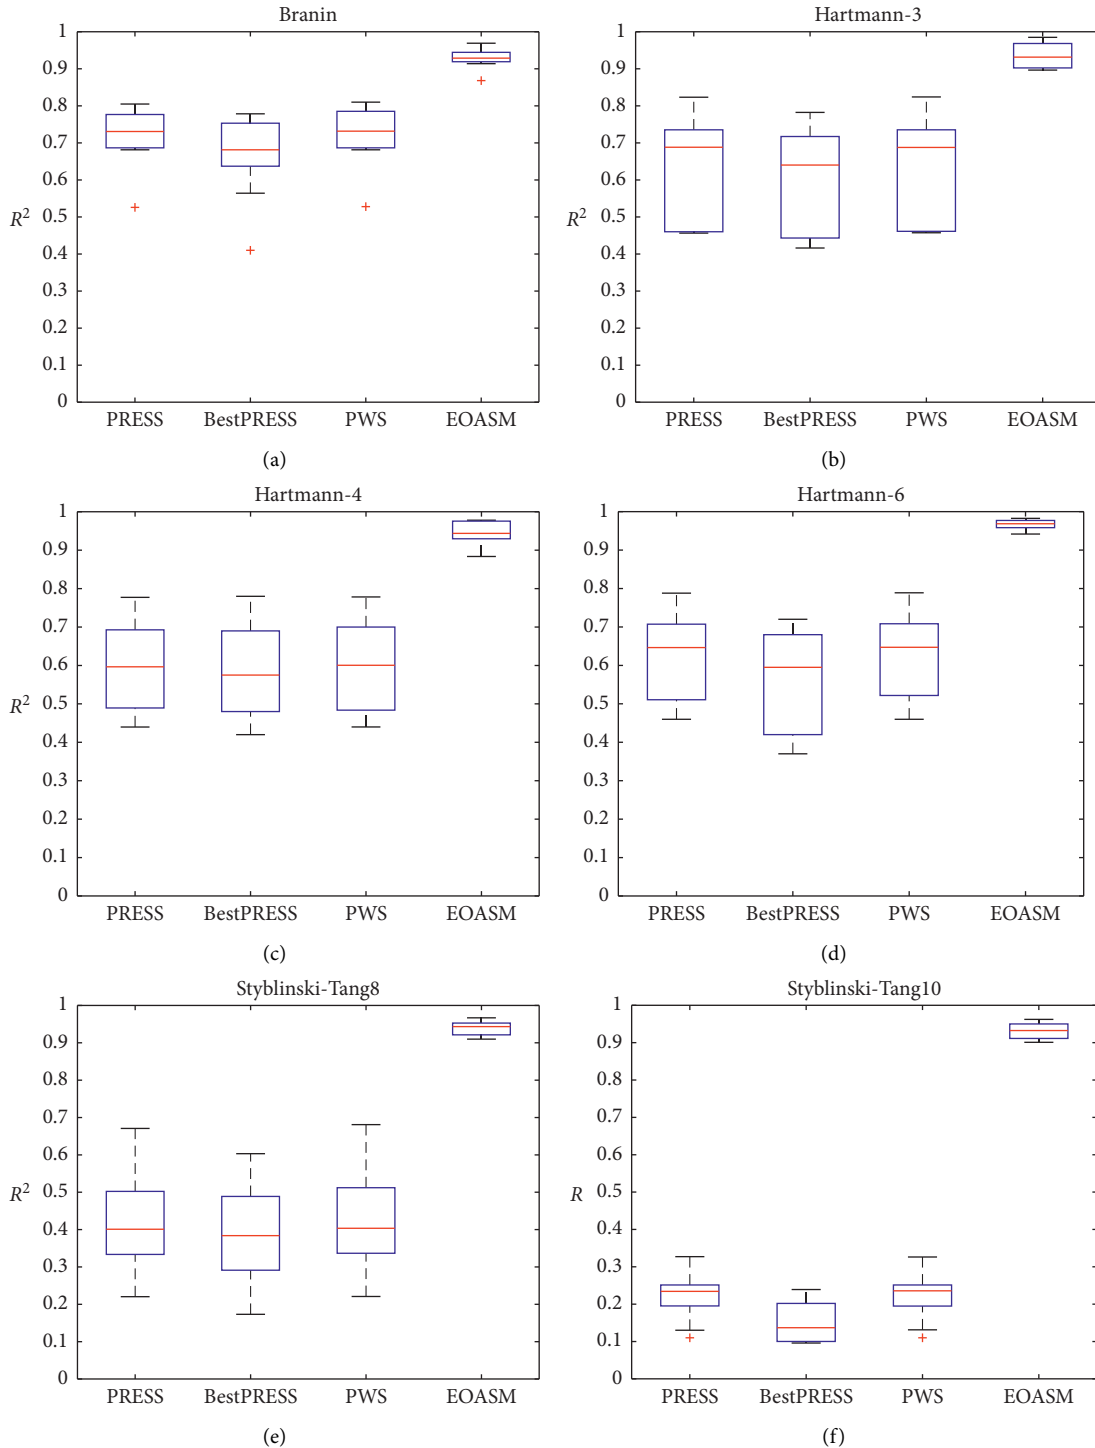 Branin
1
0.9
0.8
0.7
0.6
0.5
0.4
0.3
0.2
0.1
0
R²
PRESS BestPRESS PWS EOASM
(a)
Hartmann-3
1
0.9
0.8
0.7
0.6
0.5
0.4
0.3
0.2
0.1
0
R²
PRESS BestPRESS PWS EOASM
(b)
Hartmann-4
1
0.9
0.8
0.7
0.6
0.5
0.4
0.3
0.2
0.1
0
R²
PRESS BestPRESS PWS EOASM
(c)
Hartmann-6
1
0.9
0.8
0.7
0.6
0.5
0.4
0.3
0.2
0.1
0
PRESS BestPRESS PWS EOASM
(d)
Styblinski-Tang8
1
0.9
0.8
0.7
0.6
0.5
0.4
0.3
0.2
0.1
0
R²
PRESS BestPRESS PWS EOASM
(e)
Styblinski-Tang10
1
0.9
0.8
0.7
0.6
0.5
0.4
0.3
0.2
0.1
0
R
PRESS BestPRESS PWS EOASM
(f)